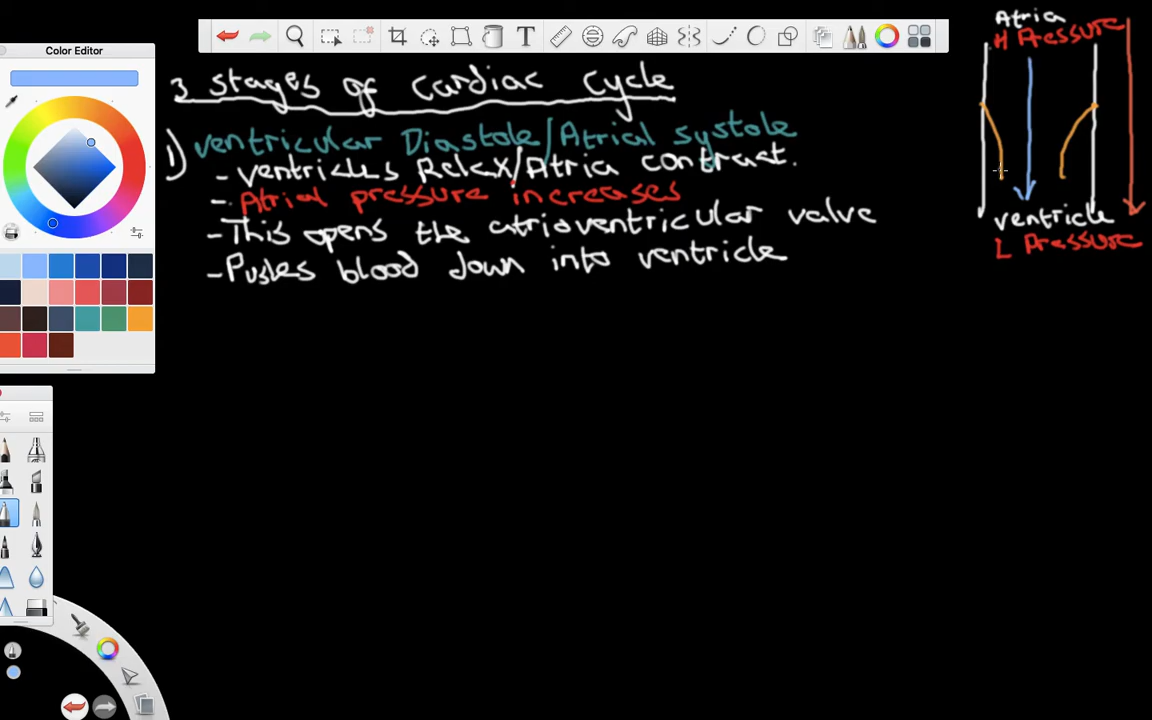 Color Editor
3 stages of Cardiac Cycle
1) ventricular Diastole/Atrial systole
- ventricles Relax/Atria contract.
- Atrial pressure increases
- This opens the atrioventricular valve
- Pushes blood down into ventricle
Atria
H Pressure
ventricle
L Pressure